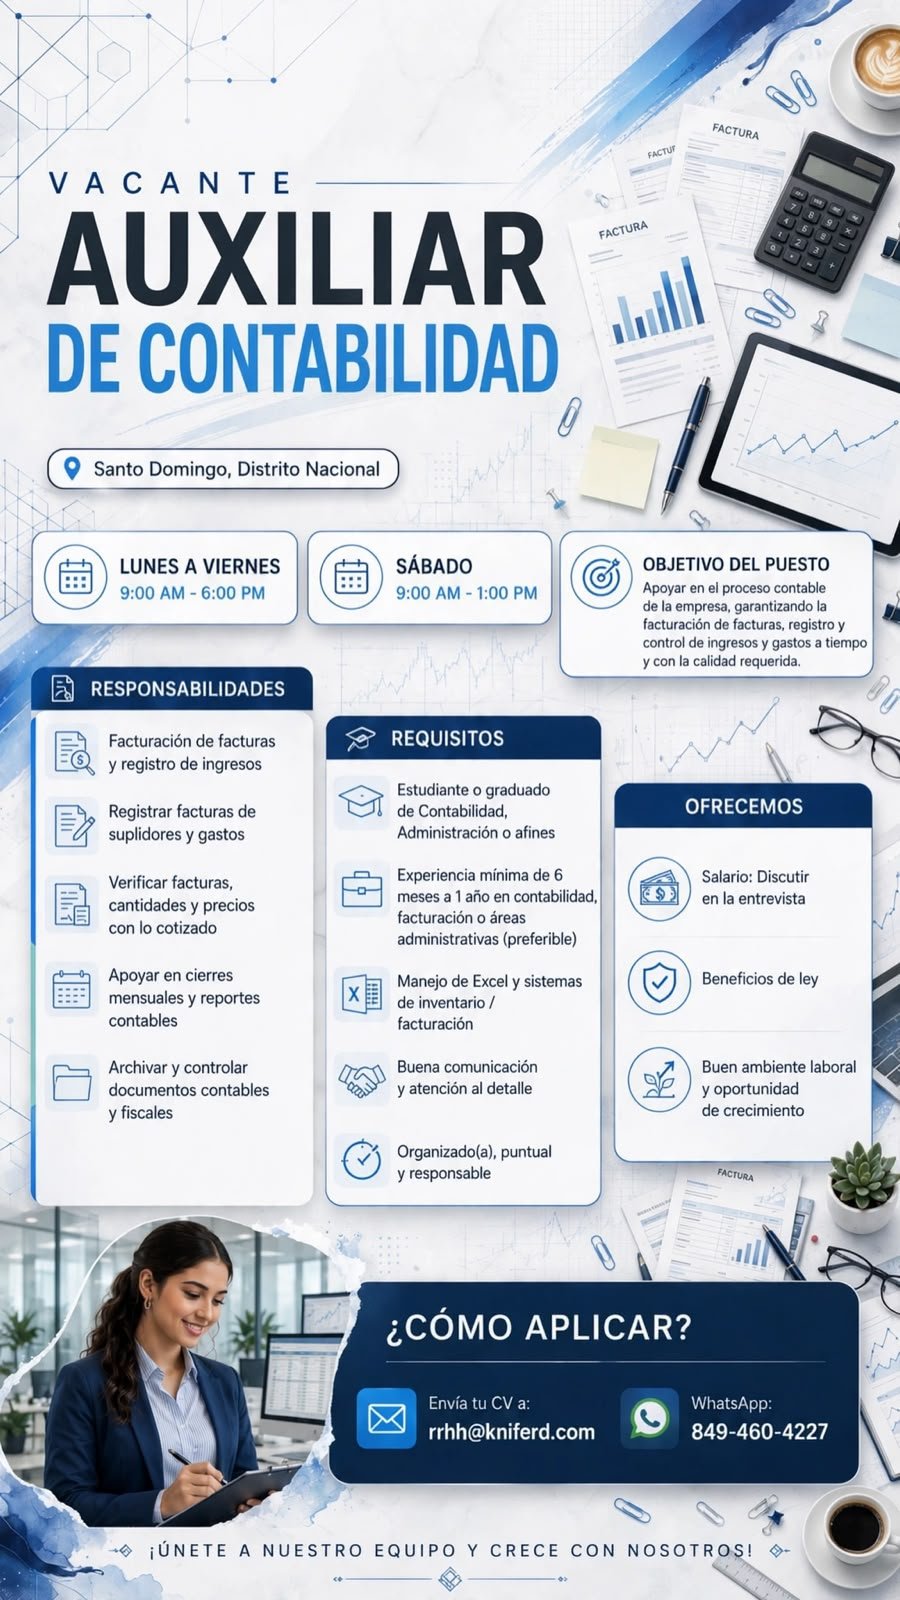 VACANTE
AUXILIAR
DE CONTABILIDAD
Santo Domingo, Distrito Nacional
LUNES A VIERNES
9:00 AM - 6:00 PM
SÁBADO
9:00 AM - 1:00 PM
OBJETIVO DEL PUESTO
Apoyar en el proceso contable
de la empresa, garantizando la
facturación de facturas, registro y
control de ingresos y gastos a tiempo
y con la calidad requerida.
RESPONSABILIDADES
Facturación de facturas
y registro de ingresos
Registrar facturas de
suplidores y gastos
Verificar facturas,
cantidades y precios
con lo cotizado
Apoyar en cierres
mensuales y reportes
contables
Archivar y controlar
documentos contables
y fiscales
REQUISITOS
Estudiante o graduado
de Contabilidad,
Administración o afines
Experiencia mínima de 6
meses a 1 año en contabilidad,
facturación o áreas
administrativas (preferible)
Manejo de Excel y sistemas
de inventario /
facturación
Buena comunicación
y atención al detalle
Organizado(a), puntual
y responsable
OFRECEMOS
Salario: Discutir
en la entrevista
Beneficios de ley
Buen ambiente laboral
y oportunidad
de crecimiento
¿CÓMO APLICAR?
Envía tu CV a:
rrhh@kniferd.com
WhatsApp:
849-460-4227
¡ÚNETE A NUESTRO EQUIPO Y CRECE CON NOSOTROS!
FACTURA
FACTURA
FACTURA